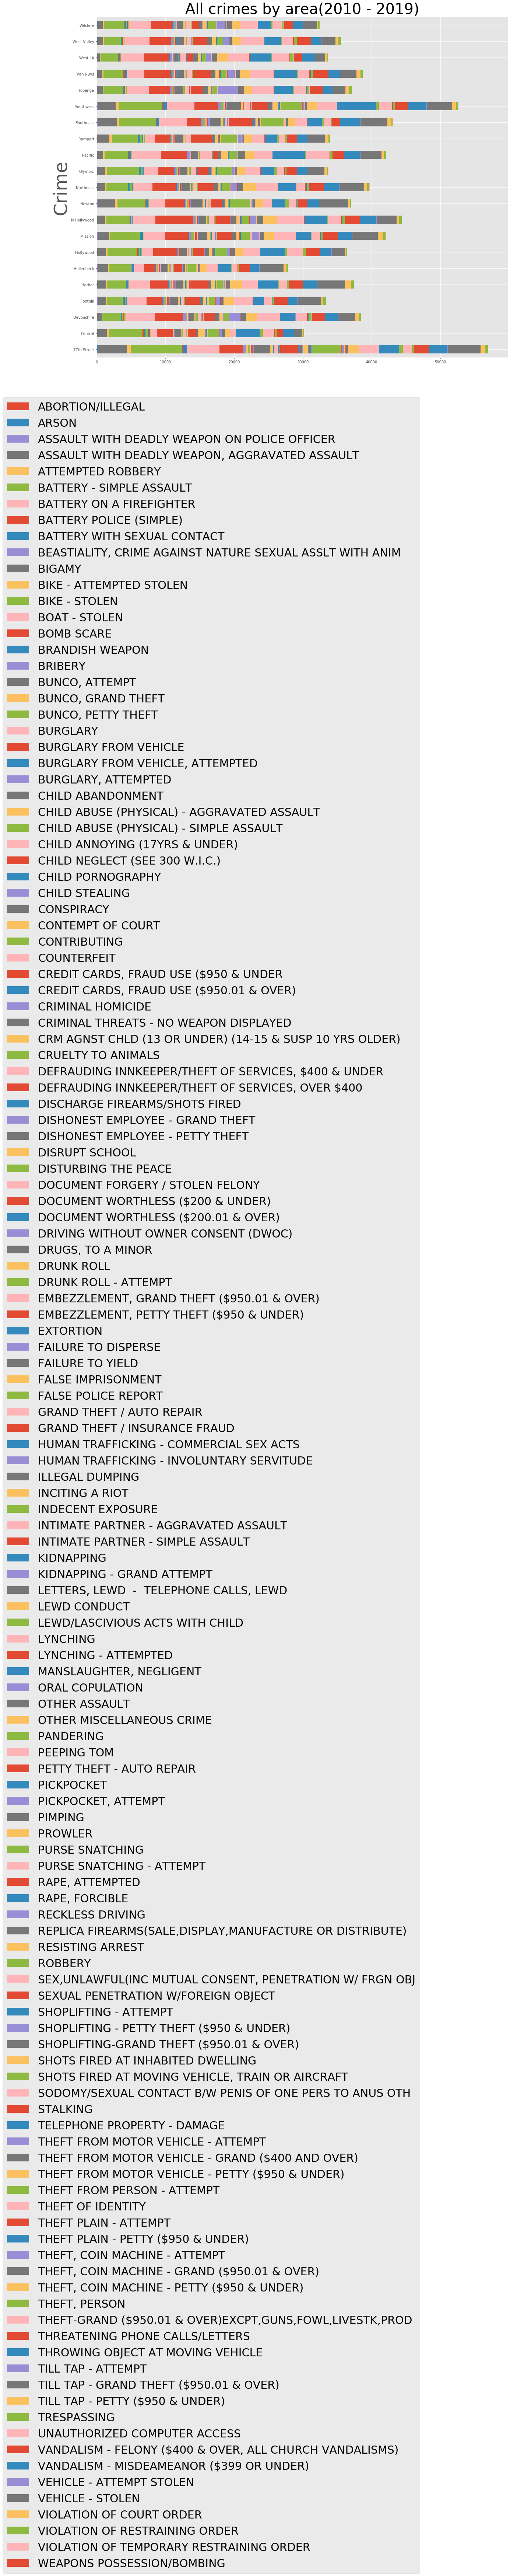 All crimes by area(2010 - 2019)
Crime
Wilshire
West Valley
West LA
Van Nuys
Topanga
Southwest
Southeast
Rampart
Pacific
Olympic
Northeast
Newton
N Hollywood
Mission
Hollywood
Hollenbeck
Harbor
Foothill
Devonshire
Central
77th Street
0 10000 20000 30000 40000 50000
ABORTION/ILLEGAL
ARSON
ASSAULT WITH DEADLY WEAPON ON POLICE OFFICER
ASSAULT WITH DEADLY WEAPON, AGGRAVATED ASSAULT
ATTEMPTED ROBBERY
BATTERY - SIMPLE ASSAULT
BATTERY ON A FIREFIGHTER
BATTERY POLICE (SIMPLE)
BATTERY WITH SEXUAL CONTACT
BEASTIALITY, CRIME AGAINST NATURE SEXUAL ASSLT WITH ANIM
BIGAMY
BIKE - ATTEMPTED STOLEN
BIKE - STOLEN
BOAT - STOLEN
BOMB SCARE
BRANDISH WEAPON
BRIBERY
BUNCO, ATTEMPT
BUNCO, GRAND THEFT
BUNCO, PETTY THEFT
BURGLARY
BURGLARY FROM VEHICLE
BURGLARY FROM VEHICLE, ATTEMPTED
BURGLARY, ATTEMPTED
CHILD ABANDONMENT
CHILD ABUSE (PHYSICAL) - AGGRAVATED ASSAULT
CHILD ABUSE (PHYSICAL) - SIMPLE ASSAULT
CHILD ANNOYING (17YRS & UNDER)
CHILD NEGLECT (SEE 300 W.I.C.)
CHILD PORNOGRAPHY
CHILD STEALING
CONSPIRACY
CONTEMPT OF COURT
CONTRIBUTING
COUNTERFEIT
CREDIT CARDS, FRAUD USE ($950 & UNDER
CREDIT CARDS, FRAUD USE ($950.01 & OVER)
CRIMINAL HOMICIDE
CRIMINAL THREATS - NO WEAPON DISPLAYED
CRM AGNST CHLD (13 OR UNDER) (14-15 & SUSP 10 YRS OLDER)
CRUELTY TO ANIMALS
DEFRAUDING INNKEEPER/THEFT OF SERVICES, $400 & UNDER
DEFRAUDING INNKEEPER/THEFT OF SERVICES, OVER $400
DISCHARGE FIREARMS/SHOTS FIRED
DISHONEST EMPLOYEE - GRAND THEFT
DISHONEST EMPLOYEE - PETTY THEFT
DISRUPT SCHOOL
DISTURBING THE PEACE
DOCUMENT FORGERY / STOLEN FELONY
DOCUMENT WORTHLESS ($200 & UNDER)
DOCUMENT WORTHLESS ($200.01 & OVER)
DRIVING WITHOUT OWNER CONSENT (DWOC)
DRUGS, TO A MINOR
DRUNK ROLL
DRUNK ROLL - ATTEMPT
EMBEZZLEMENT, GRAND THEFT ($950.01 & OVER)
EMBEZZLEMENT, PETTY THEFT ($950 & UNDER)
EXTORTION
FAILURE TO DISPERSE
FAILURE TO YIELD
FALSE IMPRISONMENT
FALSE POLICE REPORT
GRAND THEFT / AUTO REPAIR
GRAND THEFT / INSURANCE FRAUD
HUMAN TRAFFICKING - COMMERCIAL SEX ACTS
HUMAN TRAFFICKING - INVOLUNTARY SERVITUDE
ILLEGAL DUMPING
INCITING A RIOT
INDECENT EXPOSURE
INTIMATE PARTNER - AGGRAVATED ASSAULT
INTIMATE PARTNER - SIMPLE ASSAULT
KIDNAPPING
KIDNAPPING - GRAND ATTEMPT
LETTERS, LEWD  -  TELEPHONE CALLS, LEWD
LEWD CONDUCT
LEWD/LASCIVIOUS ACTS WITH CHILD
LYNCHING
LYNCHING - ATTEMPTED
MANSLAUGHTER, NEGLIGENT
ORAL COPULATION
OTHER ASSAULT
OTHER MISCELLANEOUS CRIME
PANDERING
PEEPING TOM
PETTY THEFT - AUTO REPAIR
PICKPOCKET
PICKPOCKET, ATTEMPT
PIMPING
PROWLER
PURSE SNATCHING
PURSE SNATCHING - ATTEMPT
RAPE, ATTEMPTED
RAPE, FORCIBLE
RECKLESS DRIVING
REPLICA FIREARMS(SALE,DISPLAY,MANUFACTURE OR DISTRIBUTE)
RESISTING ARREST
ROBBERY
SEX,UNLAWFUL(INC MUTUAL CONSENT, PENETRATION W/ FRGN OBJ
SEXUAL PENETRATION W/FOREIGN OBJECT
SHOPLIFTING - ATTEMPT
SHOPLIFTING - PETTY THEFT ($950 & UNDER)
SHOPLIFTING-GRAND THEFT ($950.01 & OVER)
SHOTS FIRED AT INHABITED DWELLING
SHOTS FIRED AT MOVING VEHICLE, TRAIN OR AIRCRAFT
SODOMY/SEXUAL CONTACT B/W PENIS OF ONE PERS TO ANUS OTH
STALKING
TELEPHONE PROPERTY - DAMAGE
THEFT FROM MOTOR VEHICLE - ATTEMPT
THEFT FROM MOTOR VEHICLE - GRAND ($400 AND OVER)
THEFT FROM MOTOR VEHICLE - PETTY ($950 & UNDER)
THEFT FROM PERSON - ATTEMPT
THEFT OF IDENTITY
THEFT PLAIN - ATTEMPT
THEFT PLAIN - PETTY ($950 & UNDER)
THEFT, COIN MACHINE - ATTEMPT
THEFT, COIN MACHINE - GRAND ($950.01 & OVER)
THEFT, COIN MACHINE - PETTY ($950 & UNDER)
THEFT, PERSON
THEFT-GRAND ($950.01 & OVER)EXCPT,GUNS,FOWL,LIVESTK,PROD
THREATENING PHONE CALLS/LETTERS
THROWING OBJECT AT MOVING VEHICLE
TILL TAP - ATTEMPT
TILL TAP - GRAND THEFT ($950.01 & OVER)
TILL TAP - PETTY ($950 & UNDER)
TRESPASSING
UNAUTHORIZED COMPUTER ACCESS
VANDALISM - FELONY ($400 & OVER, ALL CHURCH VANDALISMS)
VANDALISM - MISDEAMEANOR ($399 OR UNDER)
VEHICLE - ATTEMPT STOLEN
VEHICLE - STOLEN
VIOLATION OF COURT ORDER
VIOLATION OF RESTRAINING ORDER
VIOLATION OF TEMPORARY RESTRAINING ORDER
WEAPONS POSSESSION/BOMBING